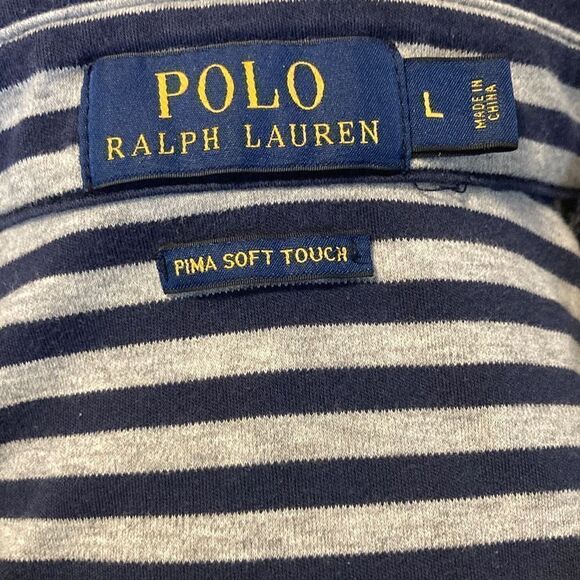 POLO
RALPH LAUREN
L
MADE IN
CHINA
PIMA SOFT TOUCH